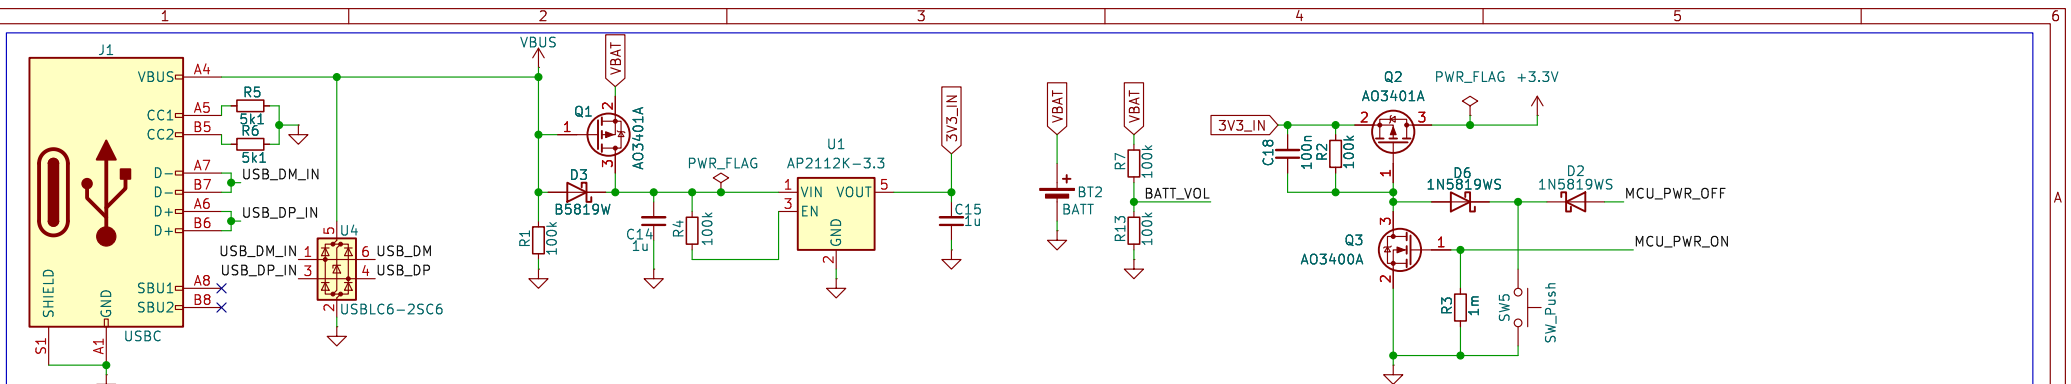 1
2
3
4
5
6
A
J1
VBUS
A4
CC1
A5
CC2
B5
R5
5k1
R6
5k1
D-
A7
D-
B7
USB_DM_IN
D+
A6
D+
B6
USB_DP_IN
SBU1
A8
SBU2
B8
SHIELD
GND
S1
A1
USBC
U4
5
USB_DM_IN
1
6
USB_DM
USB_DP_IN
3
4
USB_DP
2
USBLC6-2SC6
VBUS
VBAT
Q1
AO3401A
1
2
3
D3
B5819W
R1
100k
C14
1u
R4
100k
PWR_FLAG
U1
AP2112K-3.3
1
VIN
VOUT
5
3
EN
GND
2
3V3_IN
C15
1u
VBAT
+
BT2
BATT
VBAT
R7
100k
BATT_VOL
R13
100k
3V3_IN
C18
100n
R2
100k
Q2
AO3401A
2
3
1
PWR_FLAG
+3.3V
D6
1N5819WS
D2
1N5819WS
MCU_PWR_OFF
Q3
AO3400A
3
1
2
MCU_PWR_ON
R3
1m
SW5
SW_Push